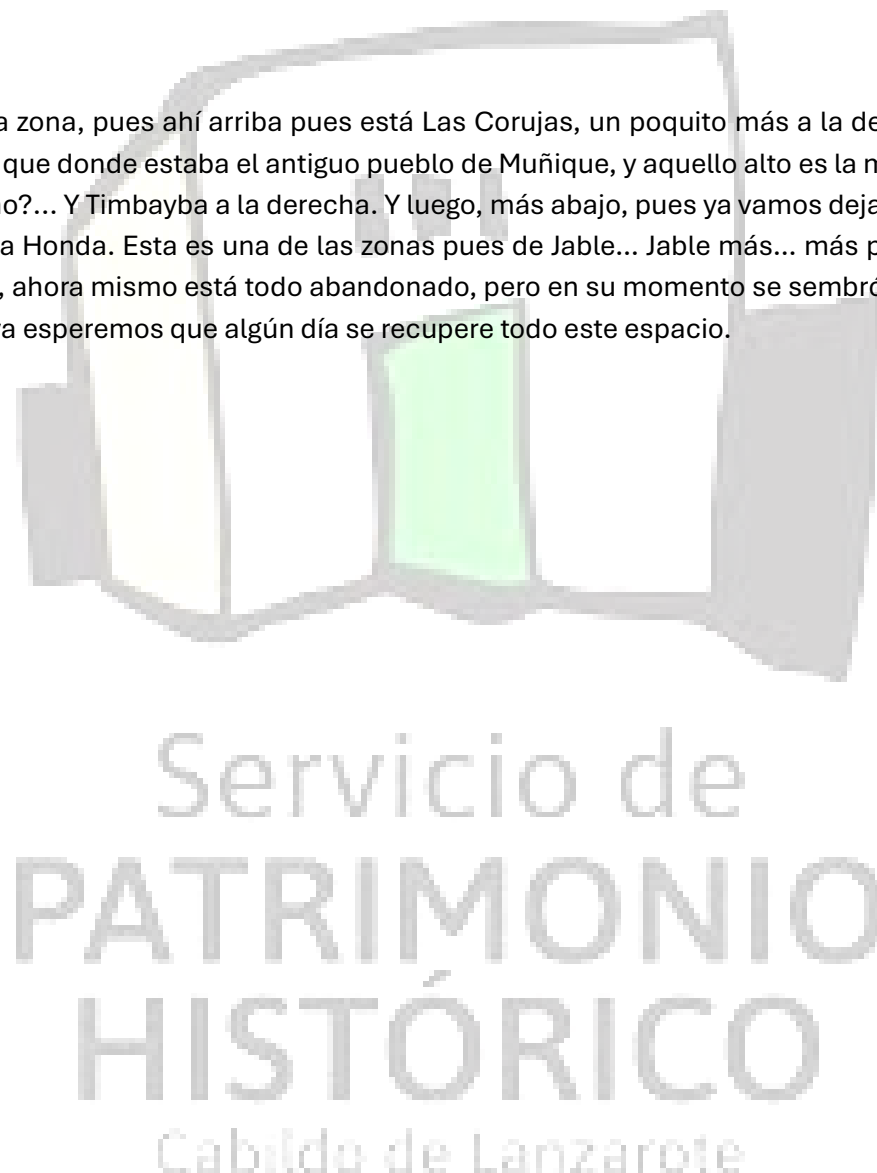 a zona, pues ahí arriba pues está Las Corujas, un poquito más a la de
que donde estaba el antiguo pueblo de Muñique, y aquello alto es la m
no?... Y Timbayba a la derecha. Y luego, más abajo, pues ya vamos deja
a Honda. Esta es una de las zonas pues de Jable... Jable más... más p
, ahora mismo está todo abandonado, pero en su momento se sembró
va esperemos que algún día se recupere todo este espacio.
Servicio de
PATRIMONIO
HISTÓRICO
Cabildo de Lanzarote